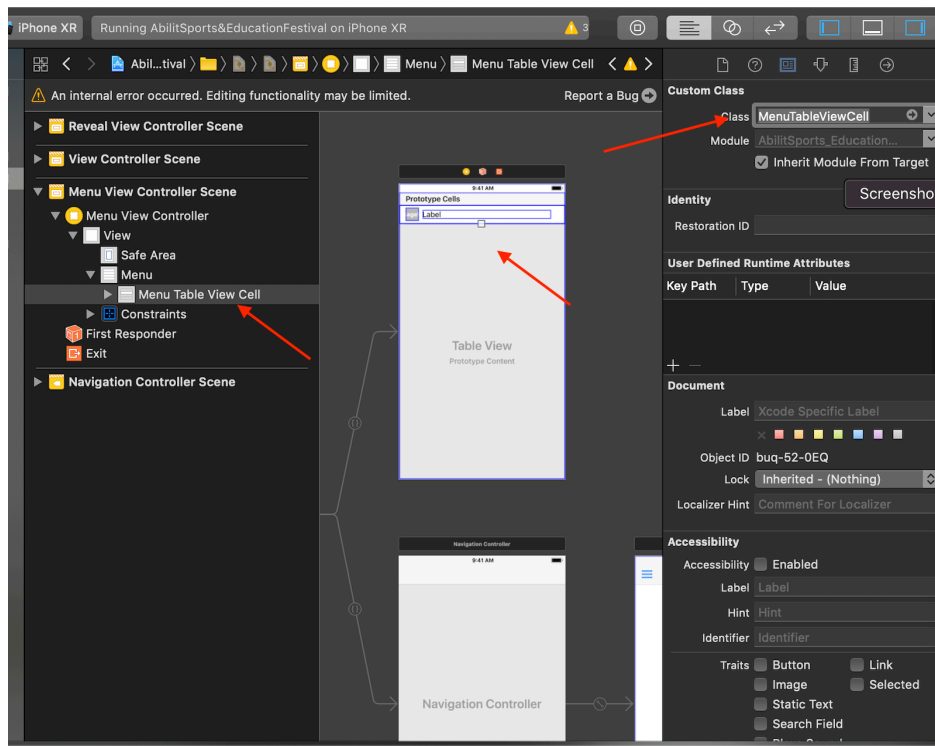 iPhone XR
Running AbilitSports&EducationFestival on iPhone XR
3
Abil...tival
Menu
Menu Table View Cell
An internal error occurred. Editing functionality may be limited.
Report a Bug
Reveal View Controller Scene
View Controller Scene
Menu View Controller Scene
Menu View Controller
View
Safe Area
Menu
Menu Table View Cell
Constraints
First Responder
Exit
Navigation Controller Scene
9:41 AM
Prototype Cells
Label
Table View
Prototype Content
Navigation Controller
9:41 AM
Navigation Controller
Custom Class
Class MenuTableViewCell
Module AbilitSports_Education...
Inherit Module From Target
Screensho
Identity
Restoration ID
User Defined Runtime Attributes
Key Path Type Value
Document
Label Xcode Specific Label
Object ID buq-52-0EQ
Lock Inherited - (Nothing)
Localizer Hint Comment For Localizer
Accessibility
Accessibility Enabled
Label Label
Hint Hint
Identifier Identifier
Traits Button Link
Image Selected
Static Text
Search Field